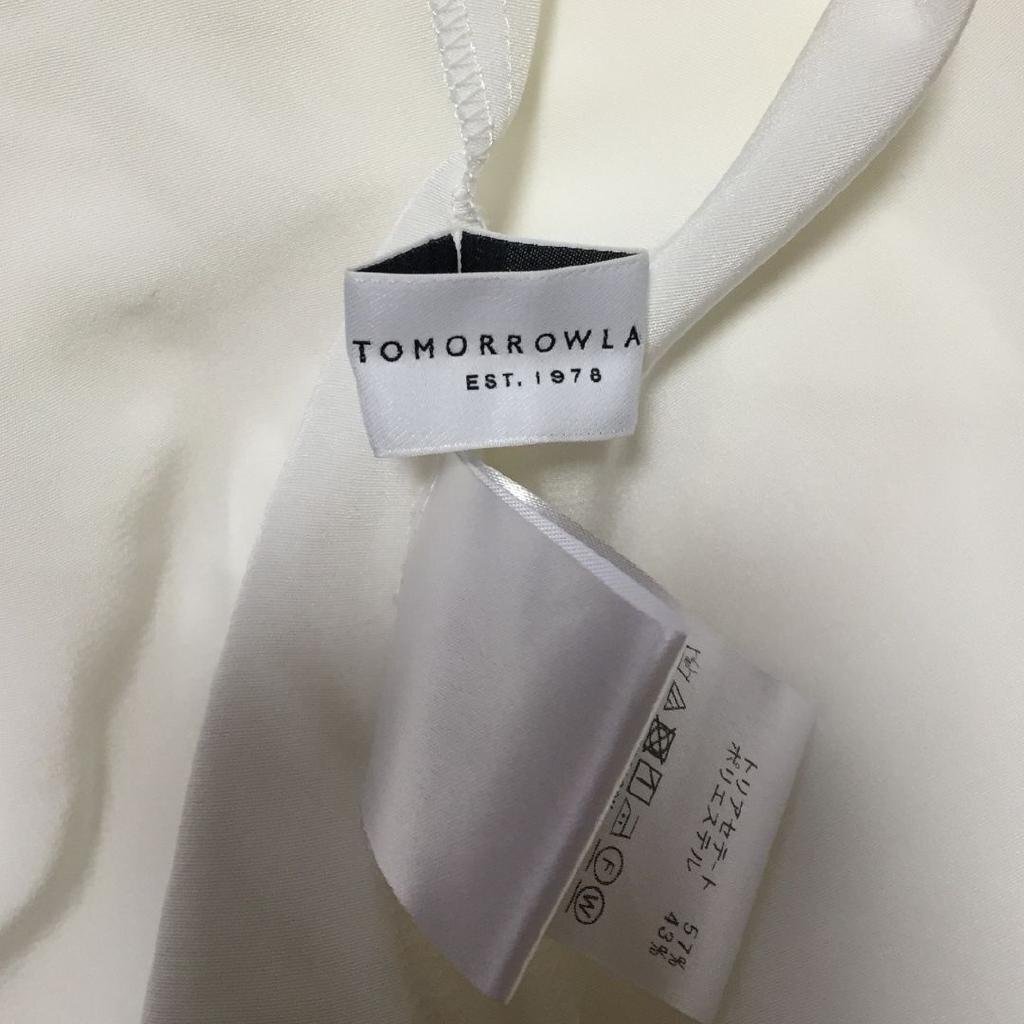 TOMORROWLA
EST. 1978
トリアセテート 57%
ポリエステル 43%
F
W